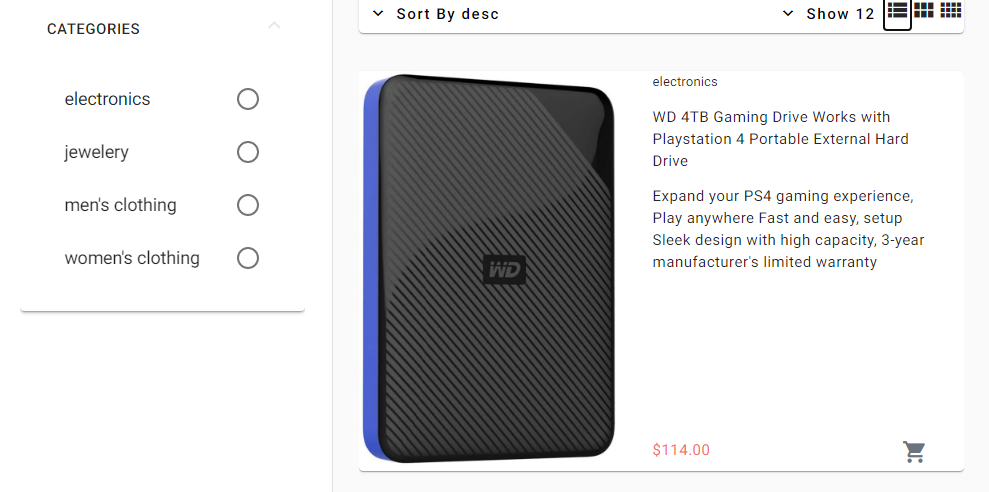 CATEGORIES
electronics
jewelery
men's clothing
women's clothing
Sort By desc
Show 12
electronics
WD 4TB Gaming Drive Works with
Playstation 4 Portable External Hard
Drive
Expand your PS4 gaming experience,
Play anywhere Fast and easy, setup
Sleek design with high capacity, 3-year
manufacturer's limited warranty
WD
$114.00